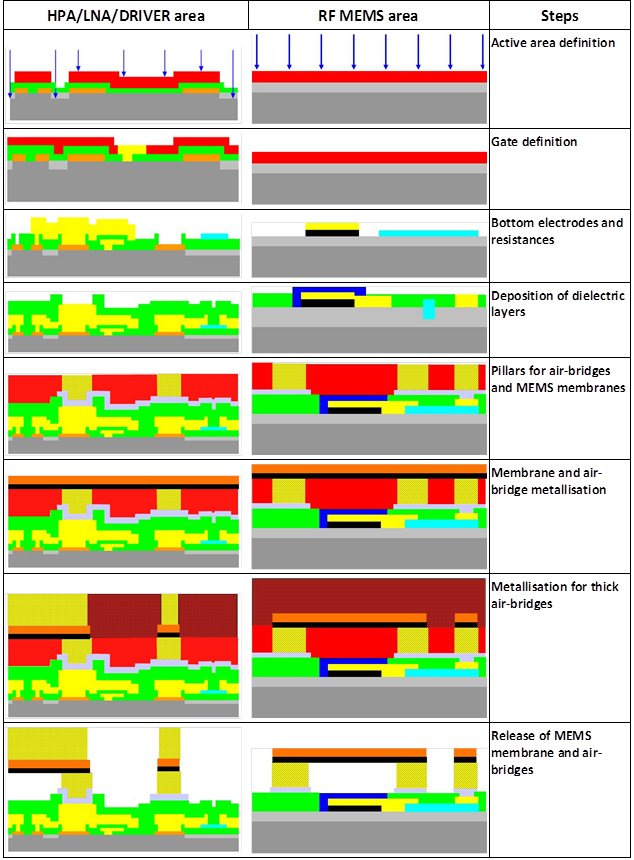 HPA/LNA/DRIVER area
RF MEMS area
Steps
Active area definition
Gate definition
Bottom electrodes and
resistances
Deposition of dielectric
layers
Pillars for air-bridges
and MEMS membranes
Membrane and air-
bridge metallisation
Metallisation for thick
air-bridges
Release of MEMS
membrane and air-
bridges